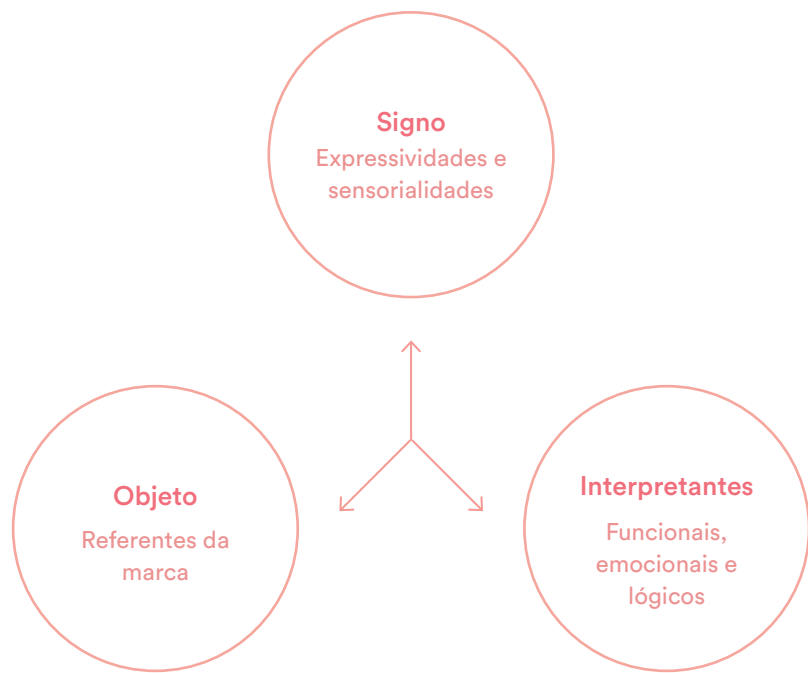 Signo
Expressividades e
sensorialidades
Objeto
Referentes da
marca
Interpretantes
Funcionais,
emocionais e
lógicos